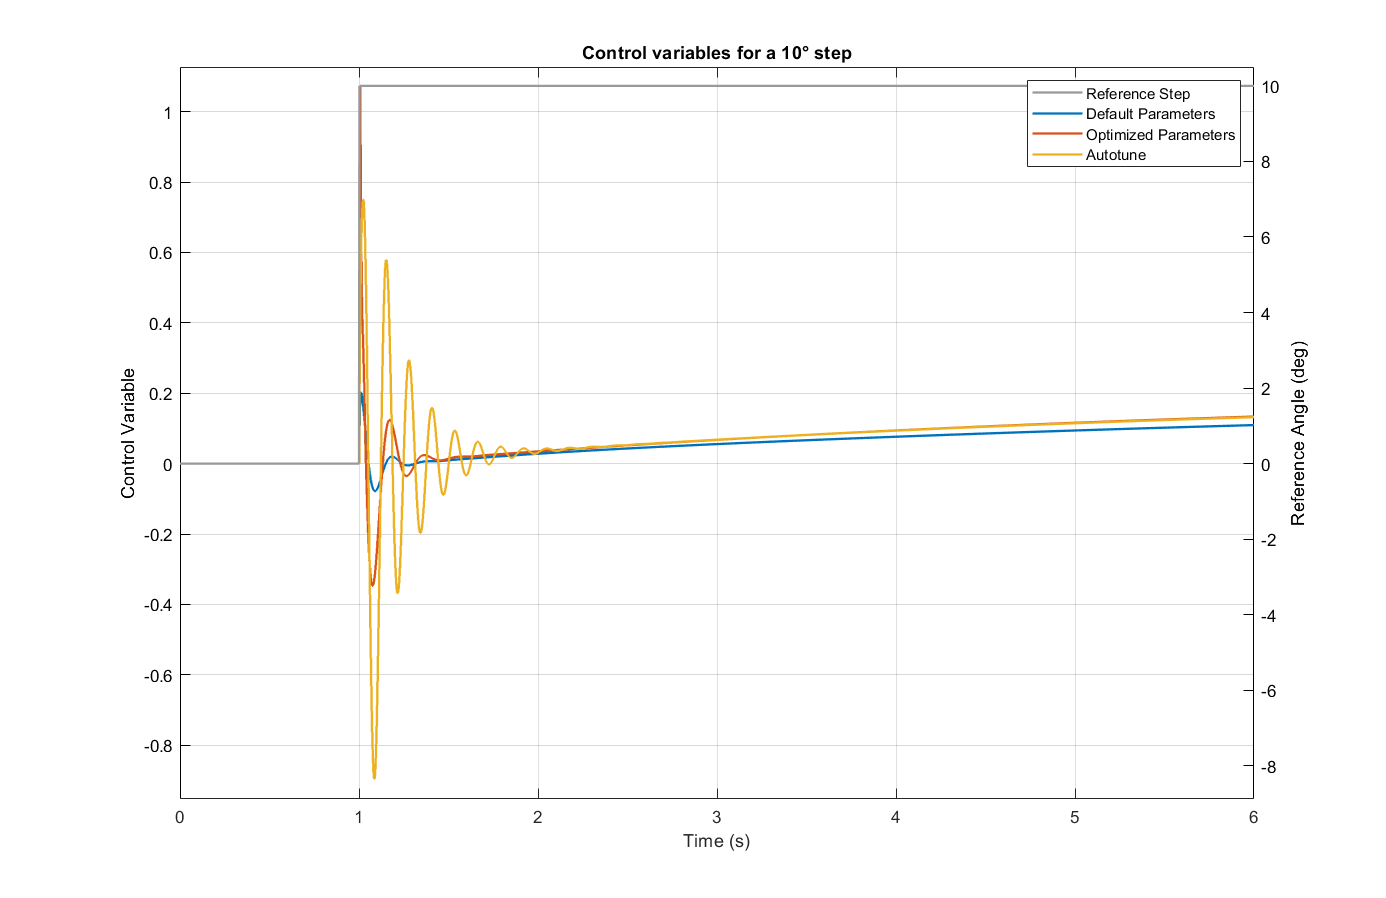 Control variables for a 10° step
Reference Step
Default Parameters
Optimized Parameters
Autotune
Control Variable
1
0.8
0.6
0.4
0.2
0
-0.2
-0.4
-0.6
-0.8
10
8
6
4
2
0
-2
-4
-6
-8
Reference Angle (deg)
0 1 2 3 4 5 6
Time (s)